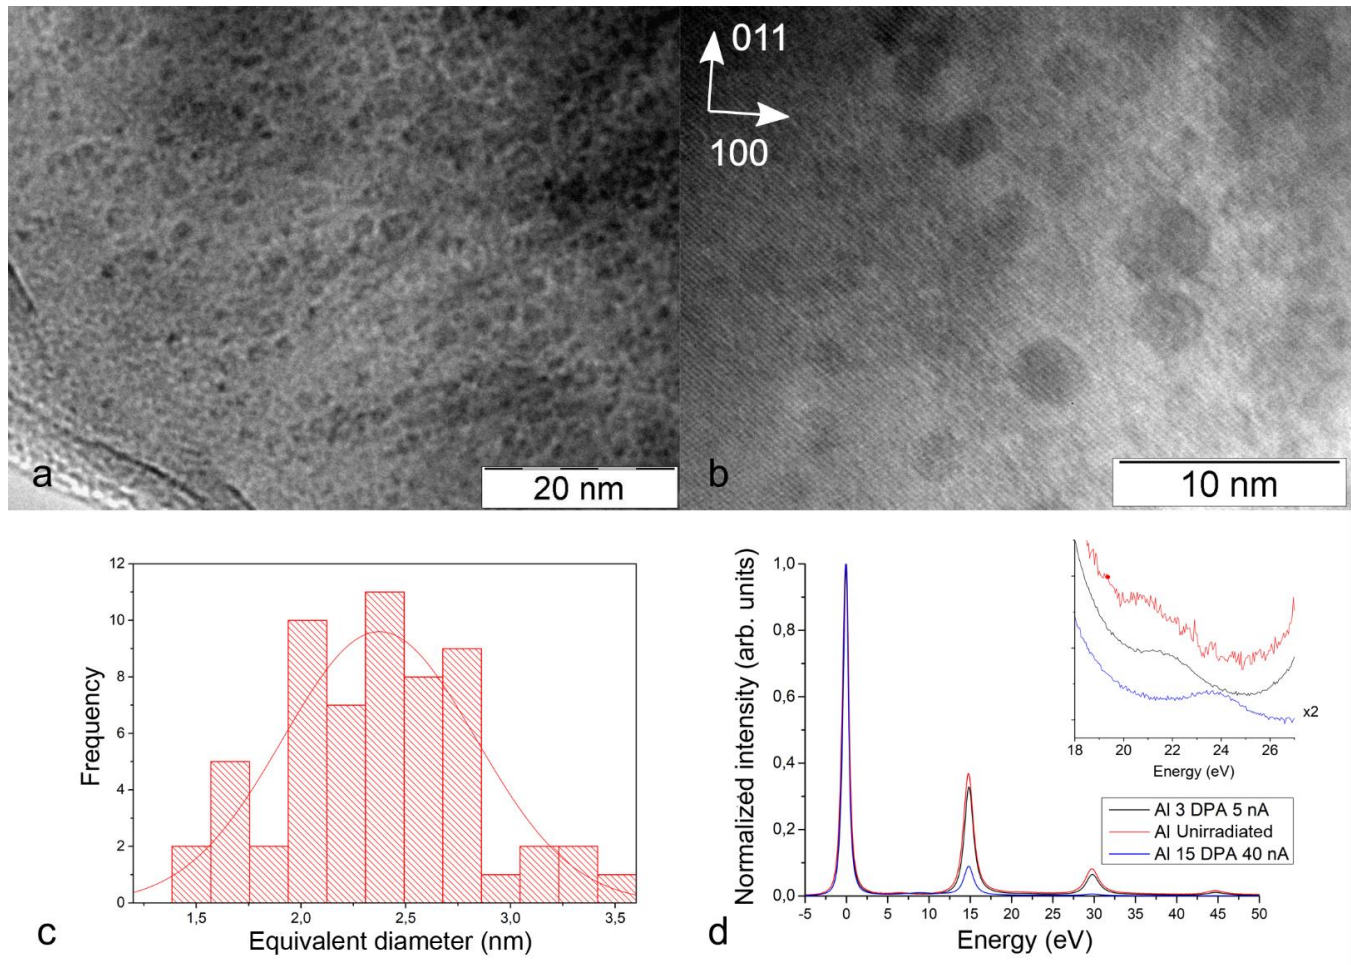 011
100
a
20 nm
b
10 nm
12
10
8
6
4
2
0
Frequency
1,5
2,0
2,5
3,0
3,5
Equivalent diameter (nm)
c
1,0
0,8
0,6
0,4
0,2
0,0
Normalized intensity (arb. units)
-5
0
5
10
15
20
25
30
35
40
45
50
Energy (eV)
d
x2
18
20
22
24
26
Energy (eV)
Al 3 DPA 5 nA
Al Unirradiated
Al 15 DPA 40 nA